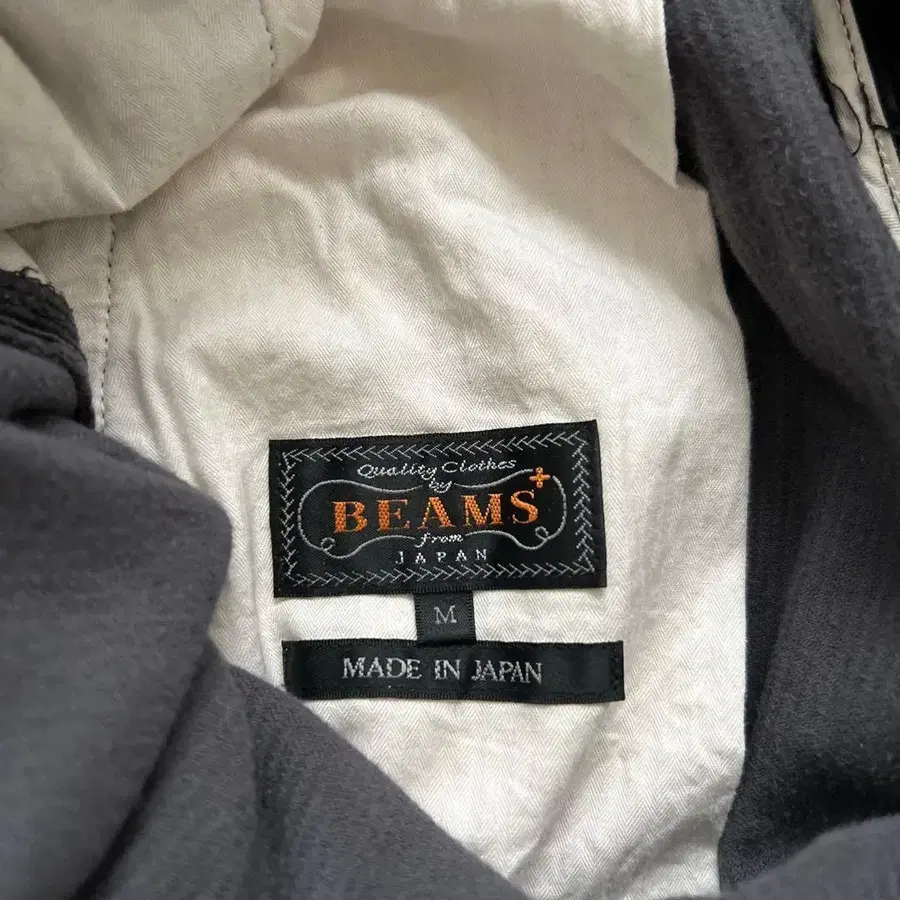 Quality Clothes
by
BEAMS+
from
JAPAN
M
MADE IN JAPAN